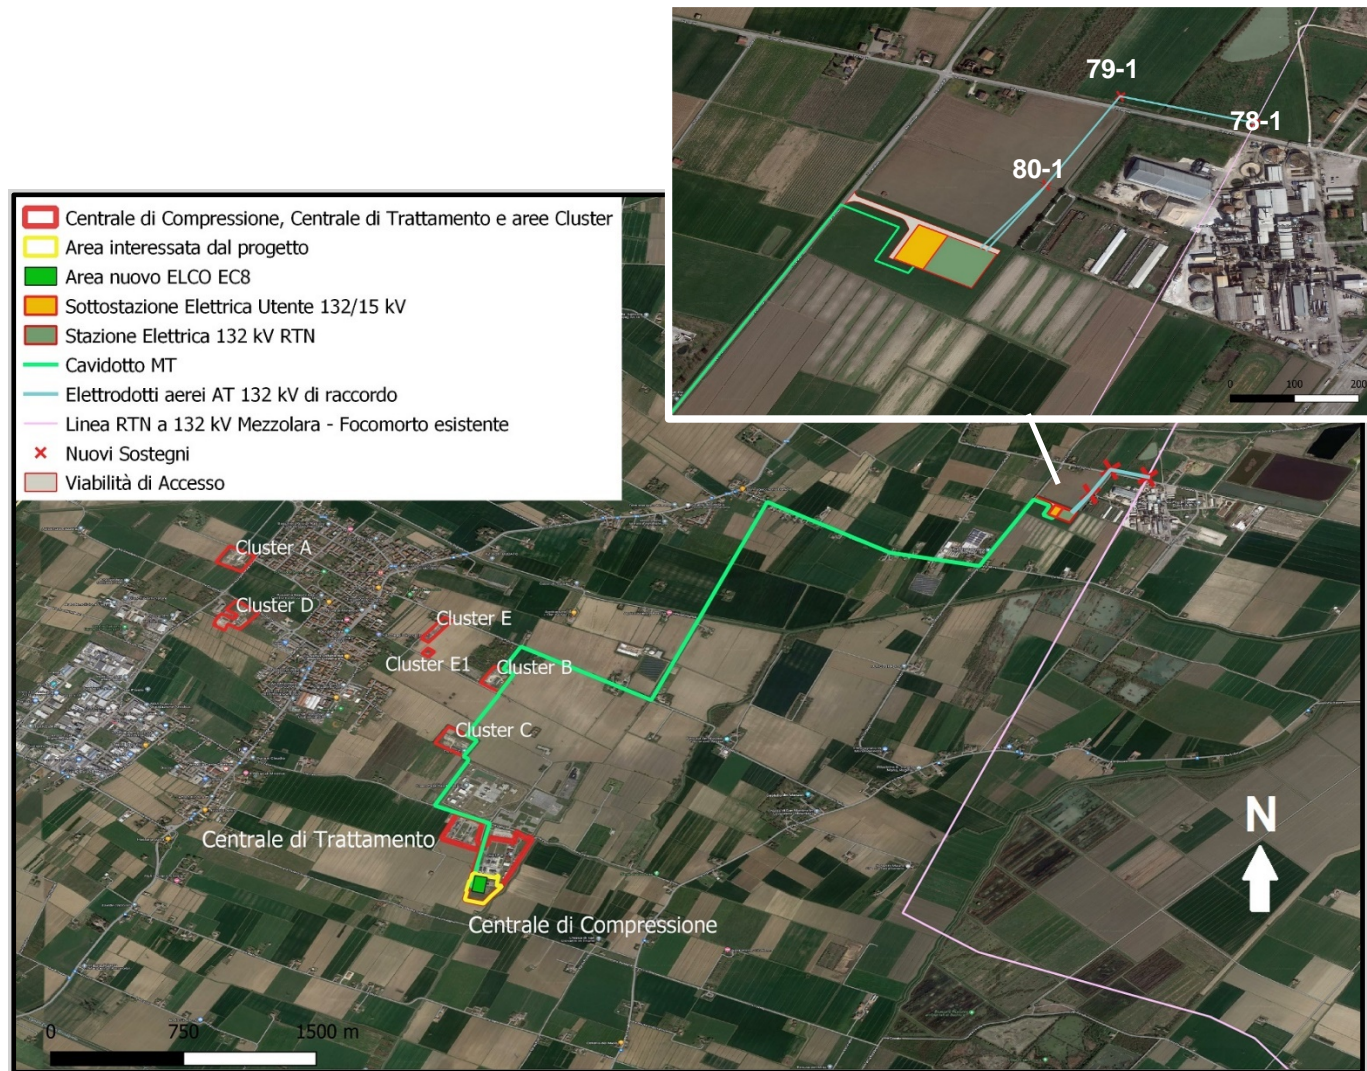 79-1
78-1
80-1
0 100 200
Centrale di Compressione, Centrale di Trattamento e aree Cluster
Area interessata dal progetto
Area nuovo ELCO EC8
Sottostazione Elettrica Utente 132/15 kV
Stazione Elettrica 132 kV RTN
Cavidotto MT
Elettrodotti aerei AT 132 kV di raccordo
Linea RTN a 132 kV Mezzolara - Focomorto esistente
Nuovi Sostegni
Viabilità di Accesso
Cluster A
Cluster D
Cluster E
Cluster E1
Cluster B
Cluster C
Centrale di Trattamento
Centrale di Compressione
N
0 750 1500 m